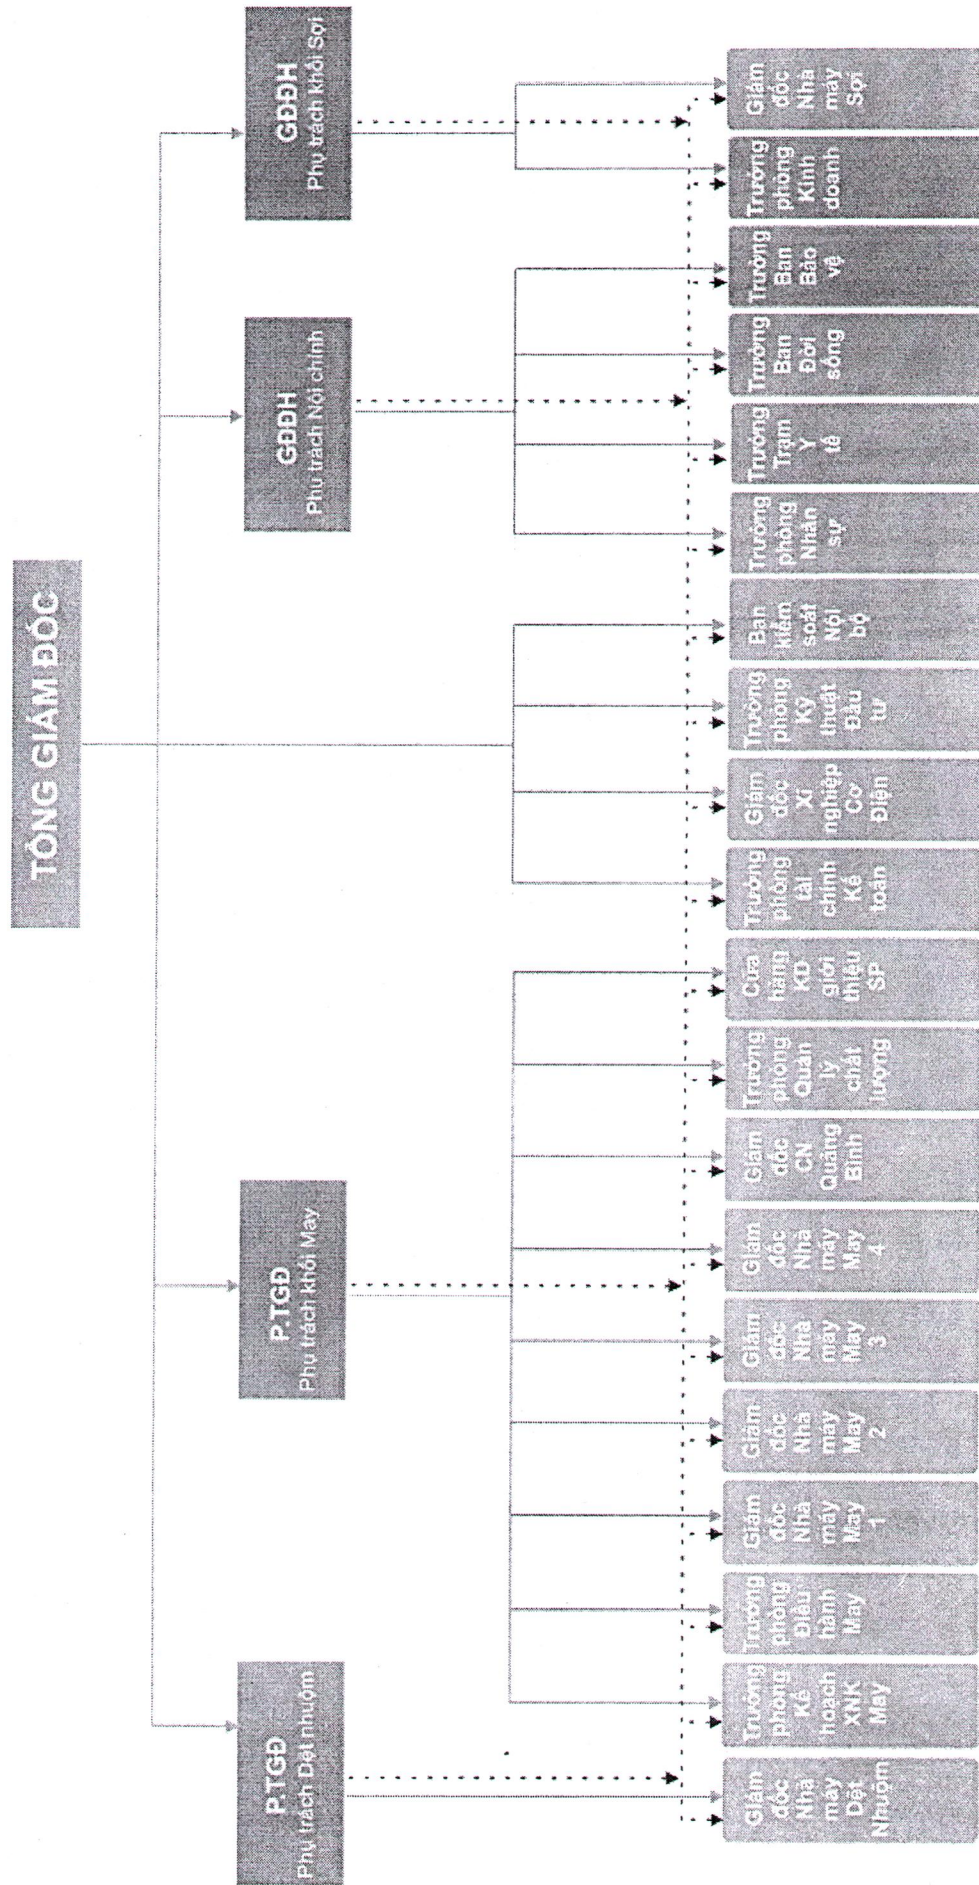 TỔNG GIÁM ĐỐC
P.TGĐ
Phụ trách Dệt nhuộm
P.TGĐ
Phụ trách khối May
GĐĐH
Phụ trách Nội chính
GĐĐH
Phụ trách khối Sợi
Giám
đốc
Nhà
máy
Dệt
Nhuộm
Trưởng
phòng
Kế
hoạch
XNK
May
Trưởng
phòng
Điều
hành
May
Giám
đốc
Nhà
máy
May
1
Giám
đốc
Nhà
máy
May
2
Giám
đốc
Nhà
máy
May
3
Giám
đốc
Nhà
máy
May
4
Giám
đốc
CN
Quảng
Bình
Trưởng
phòng
Quản
lý
chất
lượng
Cửa
hàng
KD
giới
thiệu
SP
Trưởng
phòng
tài
chính
Kế
toán
Giám
đốc
Xí
nghiệp
Cơ
Điện
Trưởng
phòng
Kỹ
thuật
Đầu
tư
Ban
kiểm
soát
Nội
bộ
Trưởng
phòng
Nhân
sự
Trưởng
Trạm
Y
tế
Trưởng
Ban
Đời
sống
Trưởng
Ban
Bảo
vệ
Trưởng
phòng
Kinh
doanh
Giám
đốc
Nhà
máy
Sợi